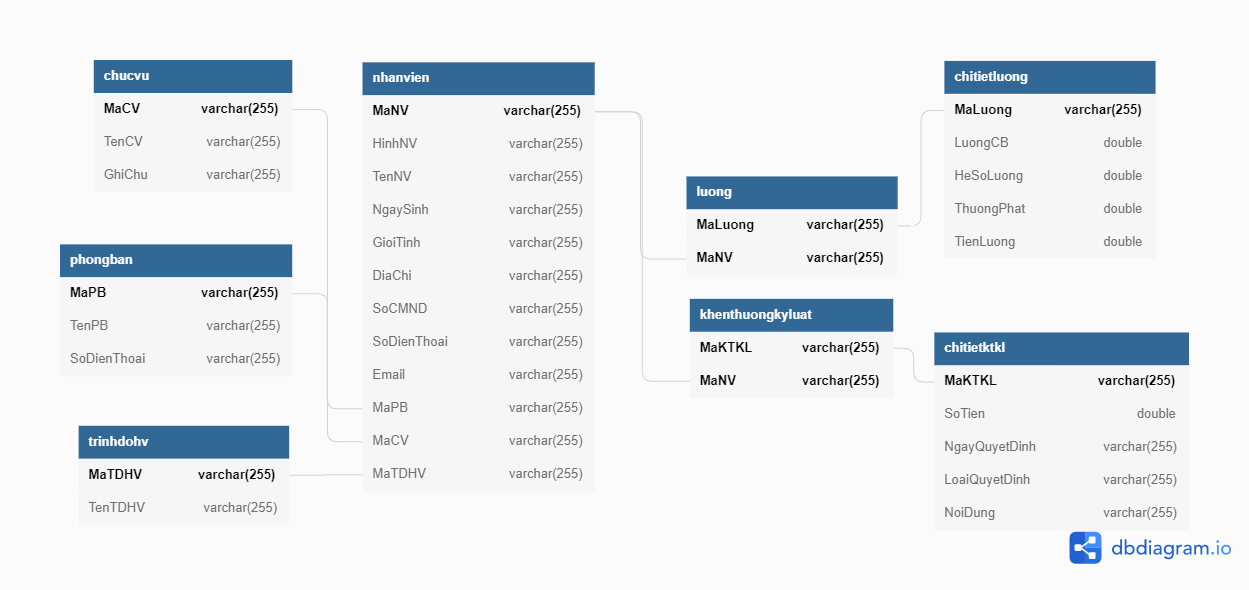 chucvu
MaCV varchar(255)
TenCV varchar(255)
GhiChu varchar(255)
phongban
MaPB varchar(255)
TenPB varchar(255)
SoDienThoai varchar(255)
trinhdohv
MaTDHV varchar(255)
TenTDHV varchar(255)
nhanvien
MaNV varchar(255)
HinhNV varchar(255)
TenNV varchar(255)
NgaySinh varchar(255)
GioiTinh varchar(255)
DiaChi varchar(255)
SoCMND varchar(255)
SoDienThoai varchar(255)
Email varchar(255)
MaPB varchar(255)
MaCV varchar(255)
MaTDHV varchar(255)
luong
MaLuong varchar(255)
MaNV varchar(255)
khenthuongkyluat
MaKTKL varchar(255)
MaNV varchar(255)
chitietluong
MaLuong varchar(255)
LuongCB double
HeSoLuong double
ThuongPhat double
TienLuong double
chitietktkl
MaKTKL varchar(255)
SoTien double
NgayQuyetDinh varchar(255)
LoaiQuyetDinh varchar(255)
NoiDung varchar(255)
dbdiagram.io